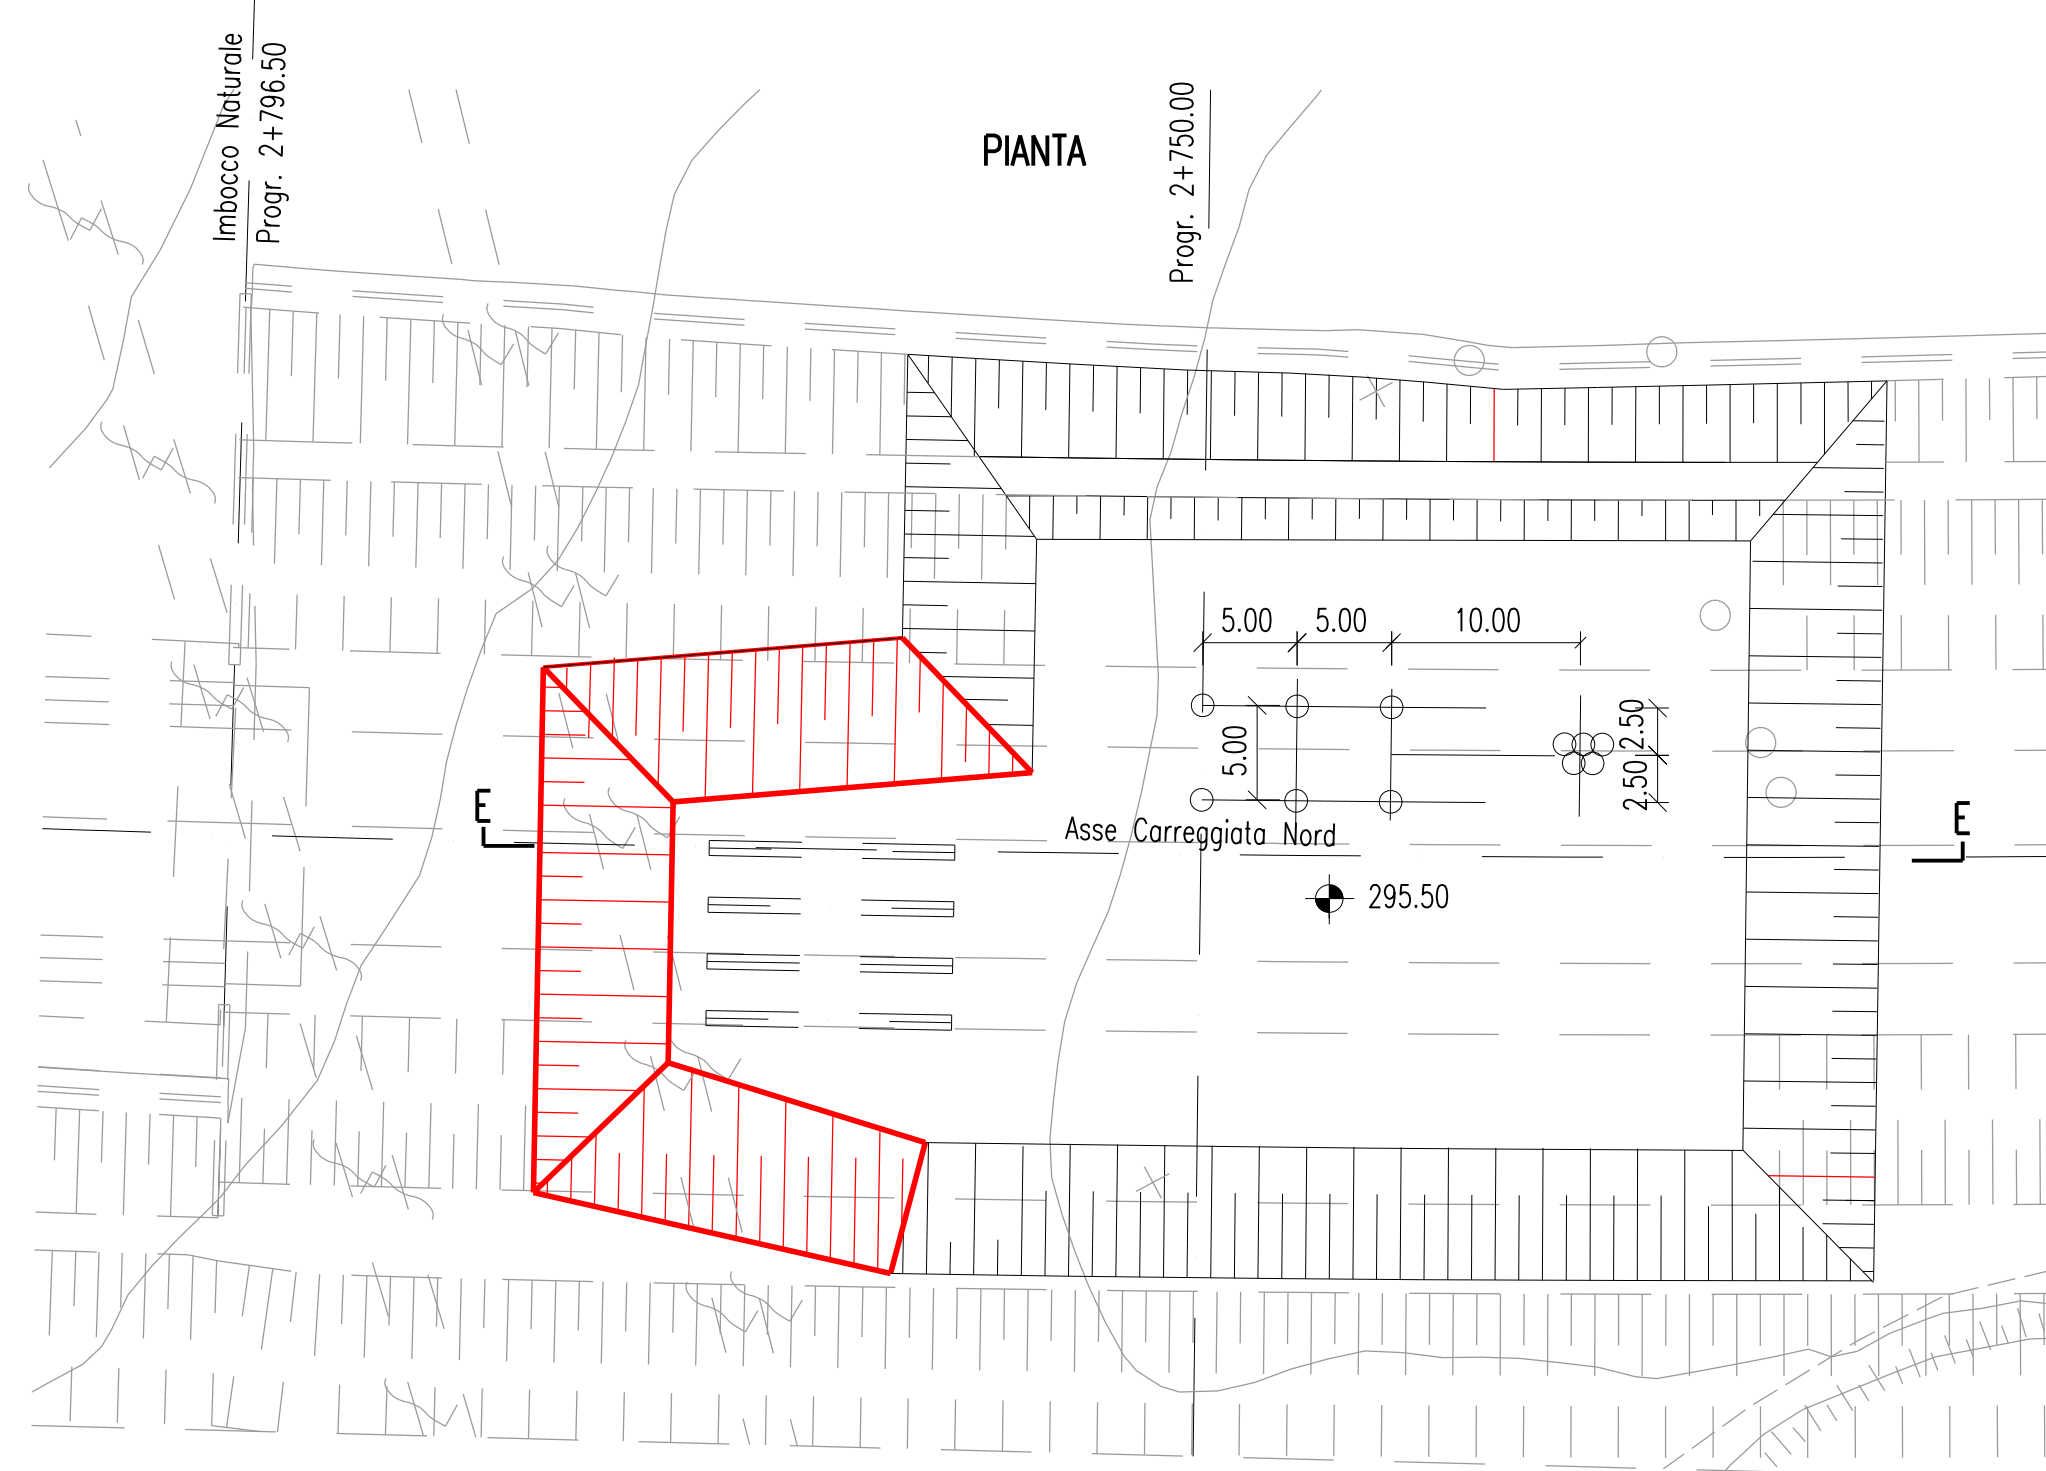 Imbocco Naturale
Progr. 2+796.50
PIANTA
Progr. 2+750.00
5.00
5.00
10.00
5.00
2.50
2.50
E
E
Asse Carreggiata Nord
295.50